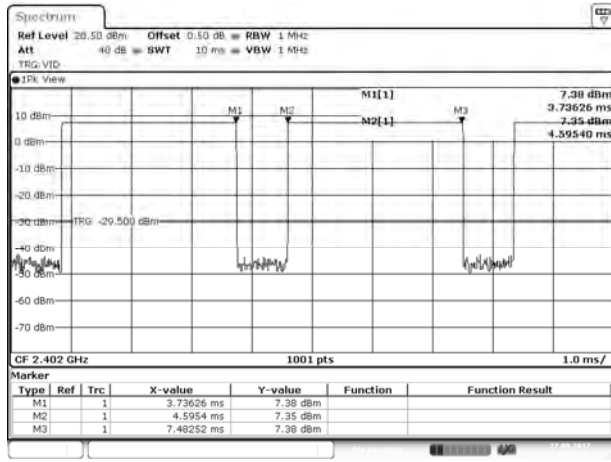 Spectrum
Ref Level 20.50 dBm Offset 0.50 dB RBW 1 MHz
Att 40 dB SWT 10 ms VBW 1 MHz
TRG:VID
1Pk View
M1[1] 7.38 dBm
3.73626 ms
M2[1] 7.35 dBm
4.59540 ms
M1 M2 M3
10 dBm
0 dBm
-10 dBm
-20 dBm
-30 dBm
TRG -29.500 dBm
-40 dBm
-50 dBm
-60 dBm
-70 dBm
CF 2.402 GHz 1001 pts 1.0 ms/
Marker
Type Ref Trc X-value Y-value Function Function Result
M1 1 3.73626 ms 7.38 dBm
M2 1 4.5954 ms 7.35 dBm
M3 1 7.48252 ms 7.38 dBm